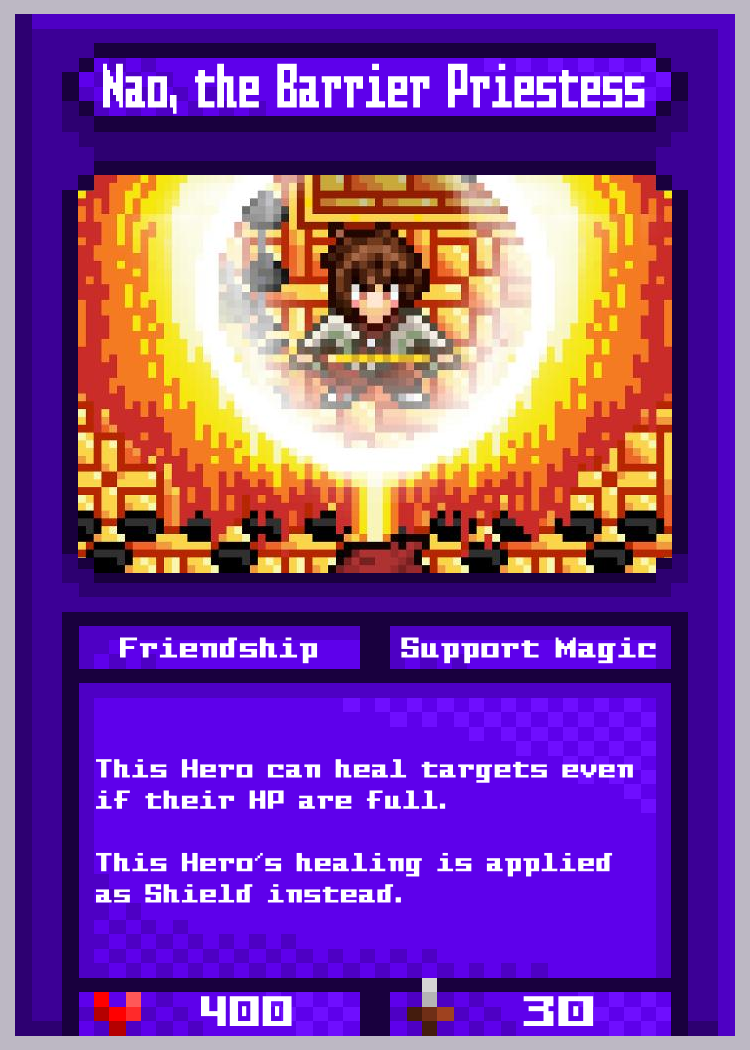 Nao, the Barrier Priestess
Friendship
Support Magic
This Hero can heal targets even
if their HP are full.
This Hero's healing is applied
as Shield instead.
400
30